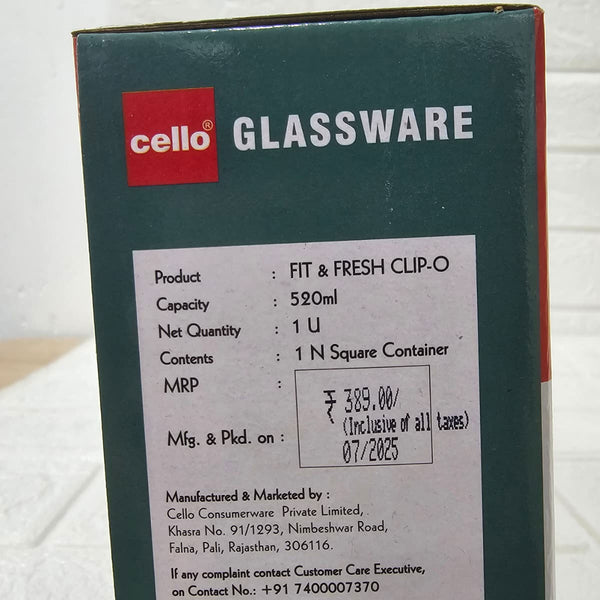 cello® GLASSWARE
Product : FIT & FRESH CLIP-O
Capacity : 520ml
Net Quantity : 1 U
Contents : 1 N Square Container
MRP : ₹ 389.00/
(Inclusive of all taxes)
Mfg. & Pkd. on : 07/2025
Manufactured & Marketed by :
Cello Consumerware Private Limited,
Khasra No. 91/1293, Nimbeshwar Road,
Falna, Pali, Rajasthan, 306116.
If any complaint contact Customer Care Executive,
on Contact No.: +91 7400007370